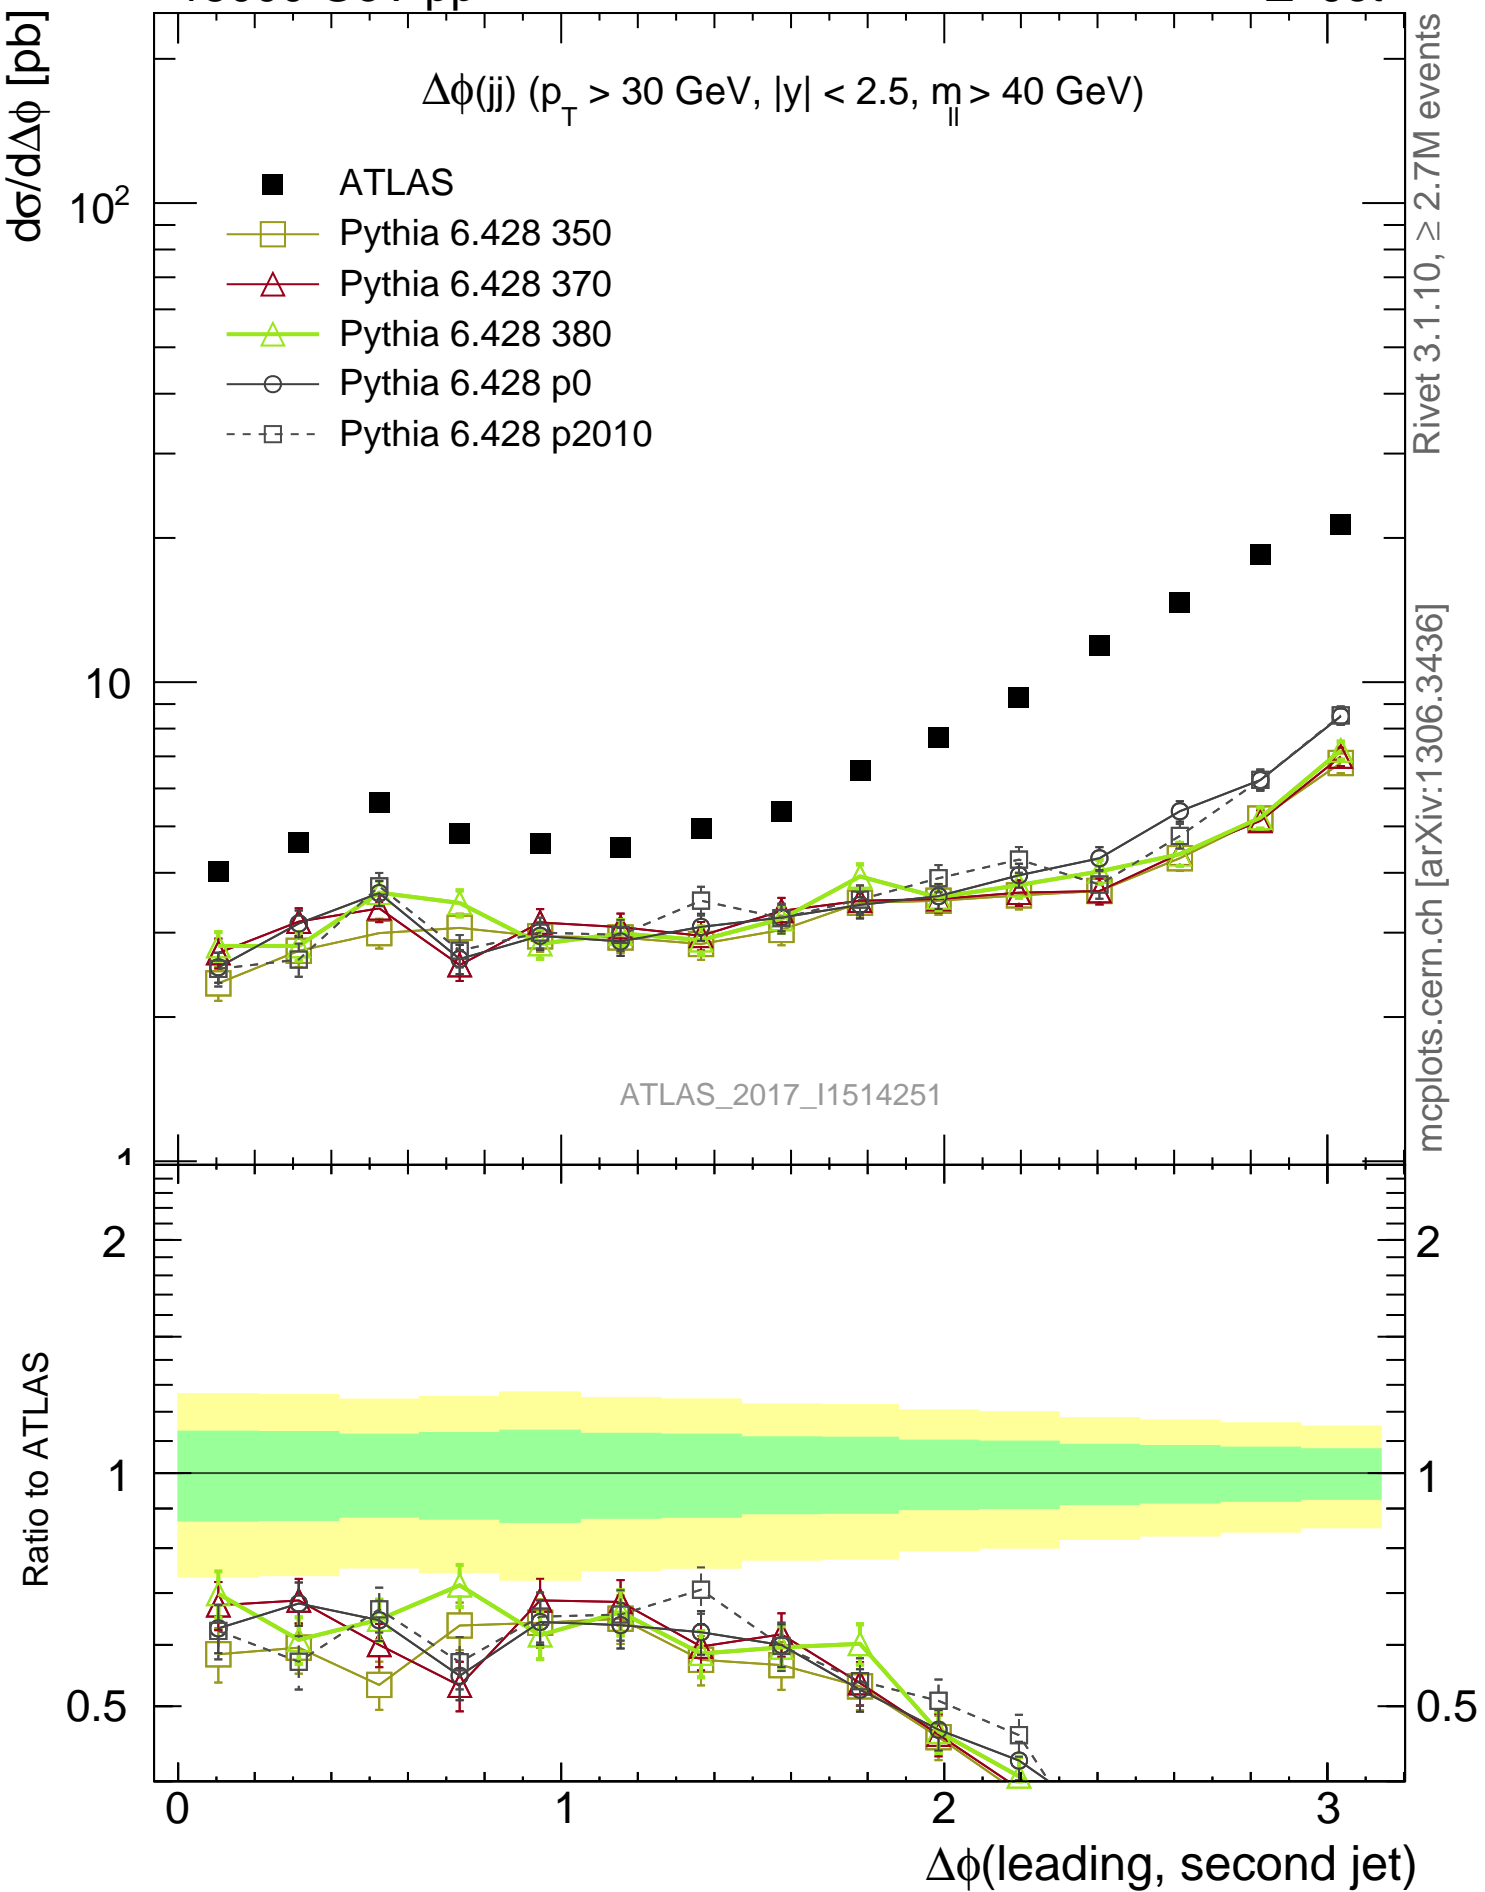 dσ/dΔϕ [pb]
Δϕ(jj) (p_T > 30 GeV, |y| < 2.5, m_ll > 40 GeV)
ATLAS
Pythia 6.428 350
Pythia 6.428 370
Pythia 6.428 380
Pythia 6.428 p0
Pythia 6.428 p2010
10²
10
1
ATLAS_2017_I1514251
Rivet 3.1.10, ≥ 2.7M events
mcplots.cern.ch [arXiv:1306.3436]
Ratio to ATLAS
2 2
1 1
0.5 0.5
0 1 2 3
Δϕ(leading, second jet)